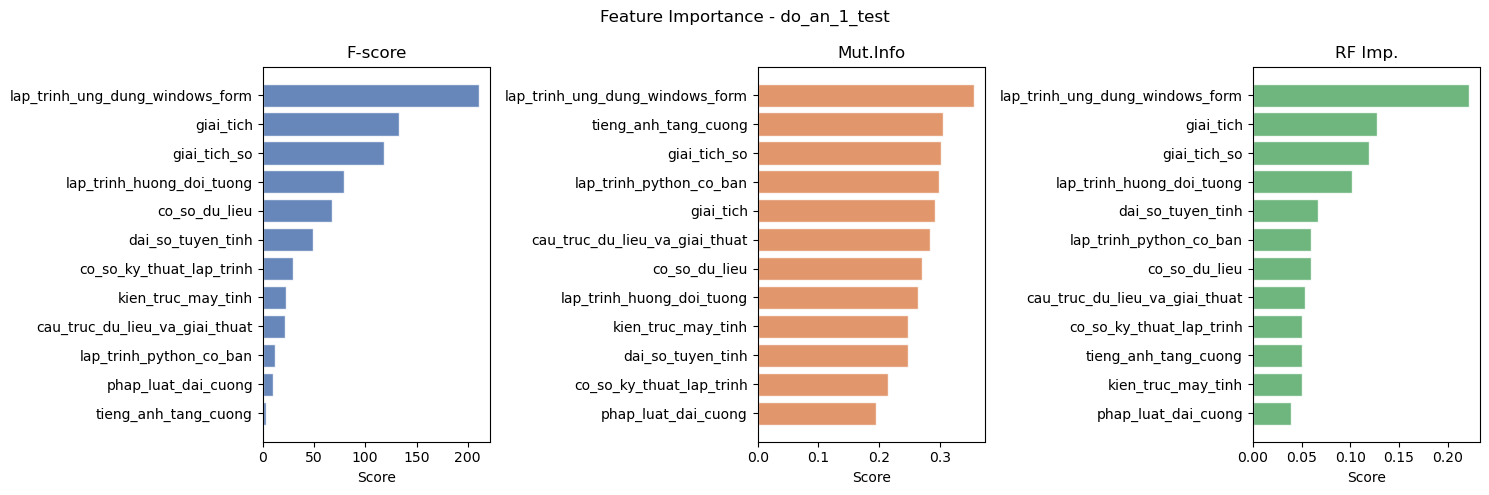 Feature Importance - do_an_1_test
F-score
lap_trinh_ung_dung_windows_form
giai_tich
giai_tich_so
lap_trinh_huong_doi_tuong
co_so_du_lieu
dai_so_tuyen_tinh
co_so_ky_thuat_lap_trinh
kien_truc_may_tinh
cau_truc_du_lieu_va_giai_thuat
lap_trinh_python_co_ban
phap_luat_dai_cuong
tieng_anh_tang_cuong
0 50 100 150 200
Score
Mut.Info
lap_trinh_ung_dung_windows_form
tieng_anh_tang_cuong
giai_tich_so
lap_trinh_python_co_ban
giai_tich
cau_truc_du_lieu_va_giai_thuat
co_so_du_lieu
lap_trinh_huong_doi_tuong
kien_truc_may_tinh
dai_so_tuyen_tinh
co_so_ky_thuat_lap_trinh
phap_luat_dai_cuong
0.0 0.1 0.2 0.3
Score
RF Imp.
lap_trinh_ung_dung_windows_form
giai_tich
giai_tich_so
lap_trinh_huong_doi_tuong
dai_so_tuyen_tinh
lap_trinh_python_co_ban
co_so_du_lieu
cau_truc_du_lieu_va_giai_thuat
co_so_ky_thuat_lap_trinh
tieng_anh_tang_cuong
kien_truc_may_tinh
phap_luat_dai_cuong
0.00 0.05 0.10 0.15 0.20
Score